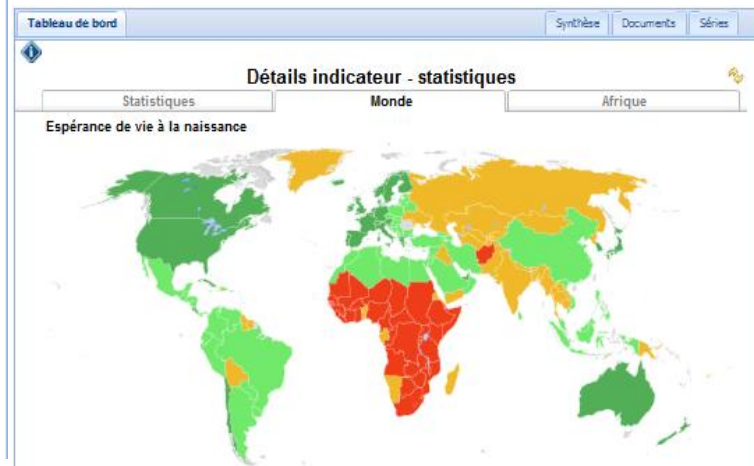 Tableau de bord
Synthèse Documents Séries
Détails indicateur - statistiques
Statistiques Monde Afrique
Espérance de vie à la naissance